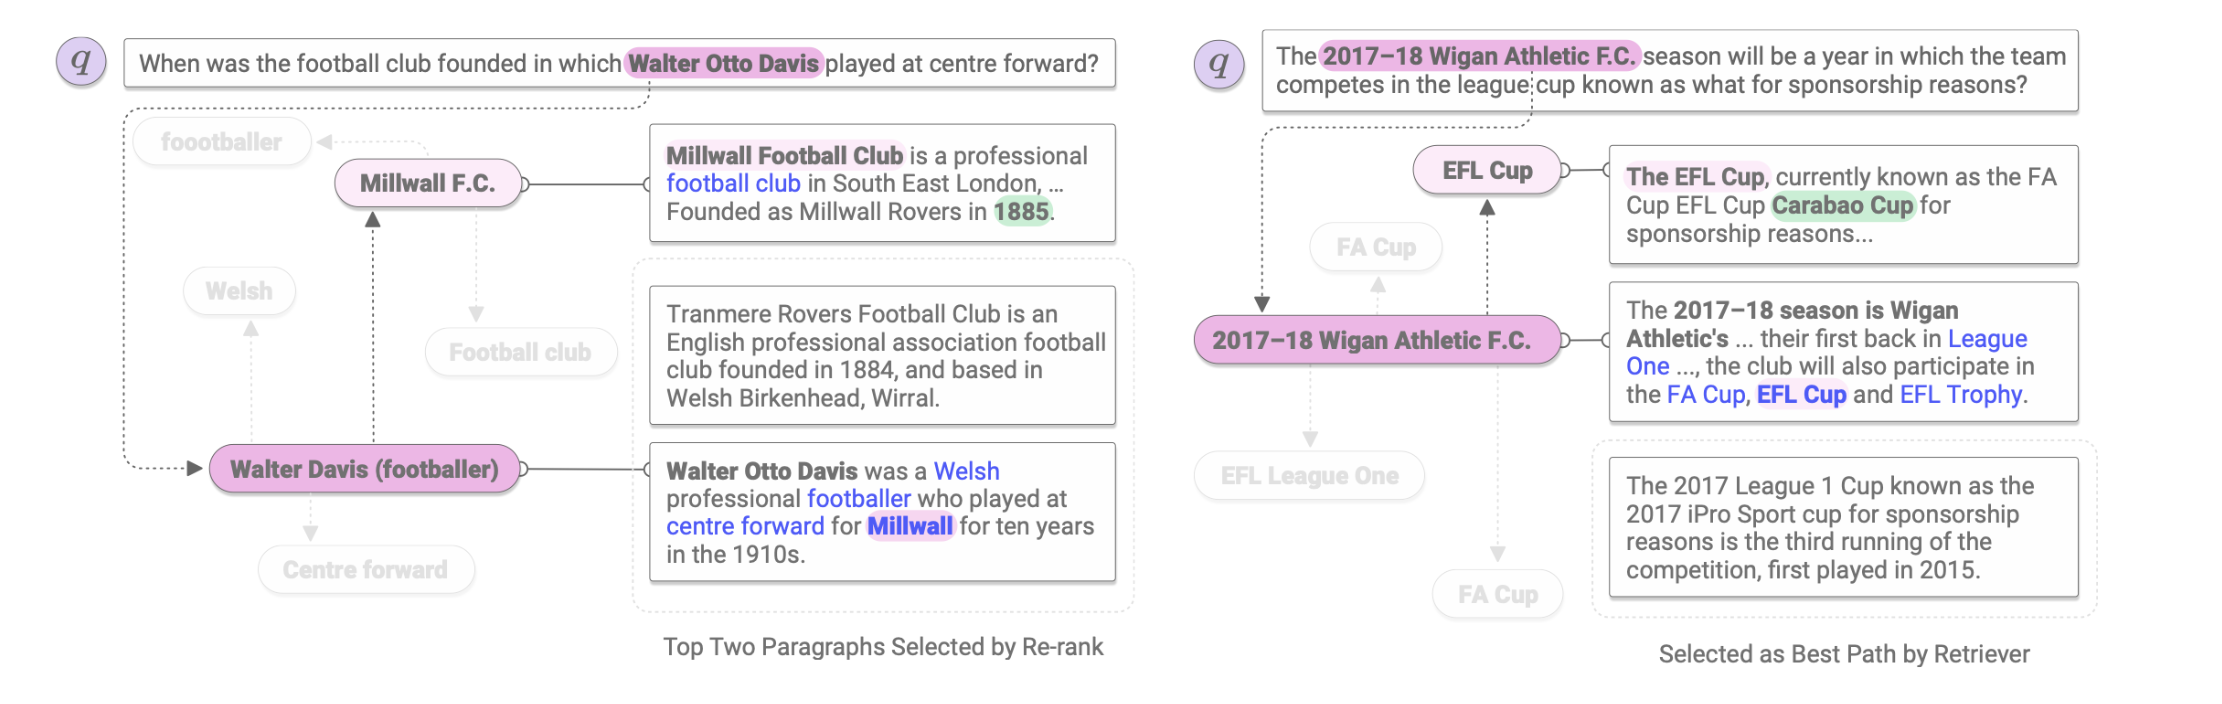 q
When was the football club founded in which Walter Otto Davis played at centre forward?
foootballer
Millwall F.C.
Millwall Football Club is a professional
football club in South East London, ...
Founded as Millwall Rovers in 1885.
Welsh
Football club
Tranmere Rovers Football Club is an
English professional association football
club founded in 1884, and based in
Welsh Birkenhead, Wirral.
Walter Davis (footballer)
Walter Otto Davis was a Welsh
professional footballer who played at
centre forward for Millwall for ten years
in the 1910s.
Centre forward
Top Two Paragraphs Selected by Re-rank
q
The 2017–18 Wigan Athletic F.C. season will be a year in which the team
competes in the league cup known as what for sponsorship reasons?
EFL Cup
The EFL Cup, currently known as the FA
Cup EFL Cup Carabao Cup for
sponsorship reasons...
FA Cup
2017–18 Wigan Athletic F.C.
The 2017–18 season is Wigan
Athletic's ... their first back in League
One ..., the club will also participate in
the FA Cup, EFL Cup and EFL Trophy.
EFL League One
The 2017 League 1 Cup known as the
2017 iPro Sport cup for sponsorship
reasons is the third running of the
competition, first played in 2015.
FA Cup
Selected as Best Path by Retriever